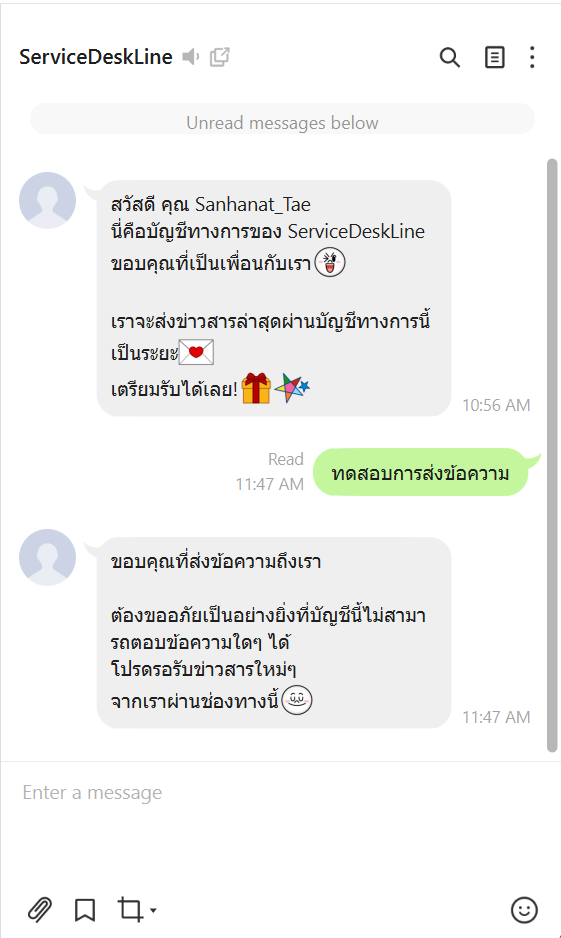 ServiceDeskLine
Unread messages below
สวัสดี คุณ Sanhanat_Tae
นี่คือบัญชีทางการของ ServiceDeskLine
ขอบคุณที่เป็นเพื่อนกับเรา
เราจะส่งข่าวสารล่าสุดผ่านบัญชีทางการนี้
เป็นระยะ
เตรียมรับได้เลย!
10:56 AM
Read
11:47 AM
ทดสอบการส่งข้อความ
ขอบคุณที่ส่งข้อความถึงเรา
ต้องขออภัยเป็นอย่างยิ่งที่บัญชีนี้ไม่สามา
รถตอบข้อความใดๆ ได้
โปรดรอรับข่าวสารใหม่ๆ
จากเราผ่านช่องทางนี้
11:47 AM
Enter a message